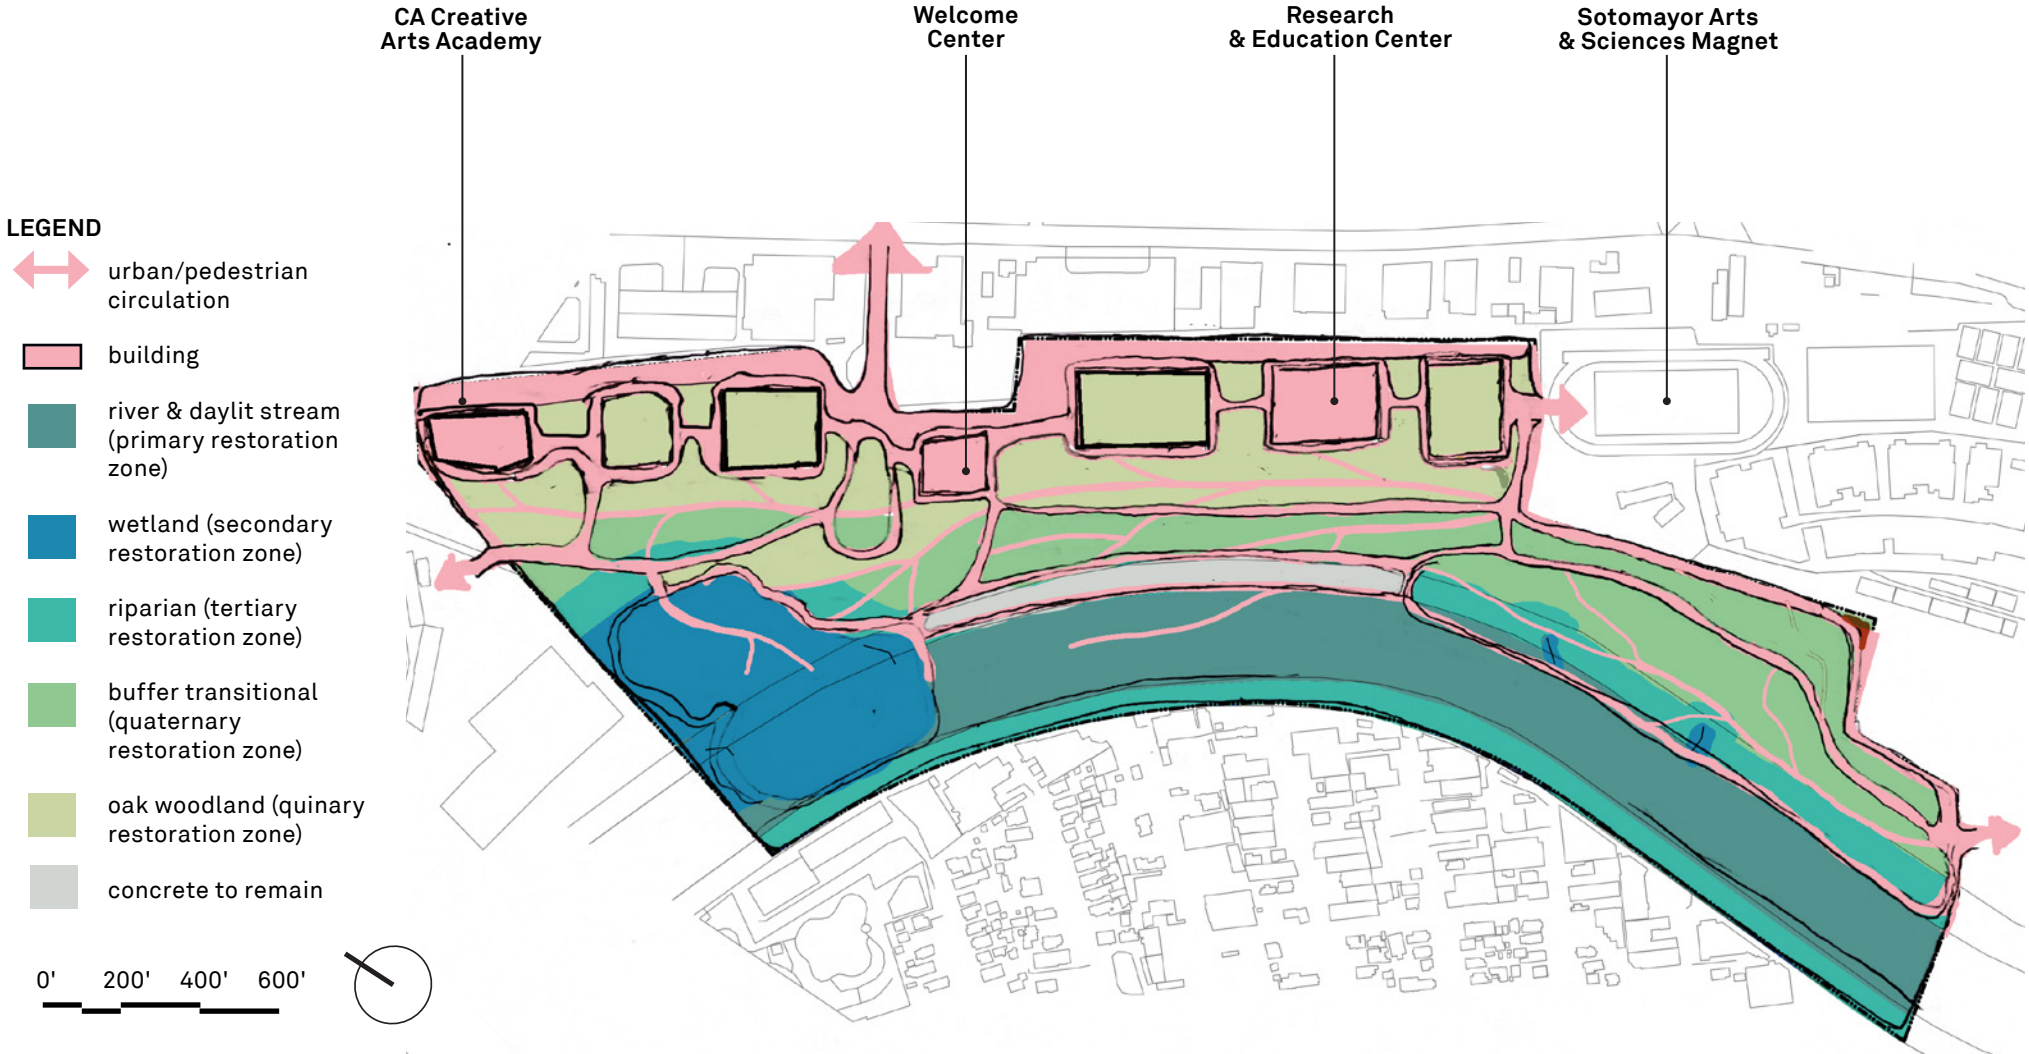 CA Creative
Arts Academy
Welcome
Center
Research
& Education Center
Sotomayor Arts
& Sciences Magnet
LEGEND
urban/pedestrian
circulation
building
river & daylit stream
(primary restoration
zone)
wetland (secondary
restoration zone)
riparian (tertiary
restoration zone)
buffer transitional
(quaternary
restoration zone)
oak woodland (quinary
restoration zone)
concrete to remain
0' 200' 400' 600'